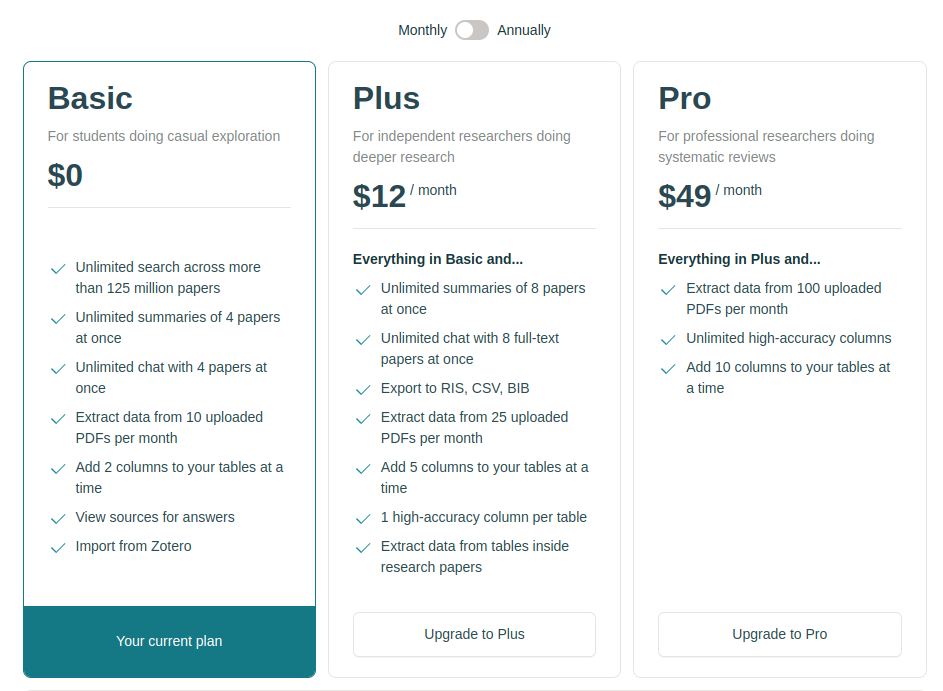 Monthly Annually
Basic
For students doing casual exploration
$0
Unlimited search across more
than 125 million papers
Unlimited summaries of 4 papers
at once
Unlimited chat with 4 papers at
once
Extract data from 10 uploaded
PDFs per month
Add 2 columns to your tables at a
time
View sources for answers
Import from Zotero
Your current plan
Plus
For independent researchers doing
deeper research
$12 / month
Everything in Basic and...
Unlimited summaries of 8 papers
at once
Unlimited chat with 8 full-text
papers at once
Export to RIS, CSV, BIB
Extract data from 25 uploaded
PDFs per month
Add 5 columns to your tables at a
time
1 high-accuracy column per table
Extract data from tables inside
research papers
Upgrade to Plus
Pro
For professional researchers doing
systematic reviews
$49 / month
Everything in Plus and...
Extract data from 100 uploaded
PDFs per month
Unlimited high-accuracy columns
Add 10 columns to your tables at
a time
Upgrade to Pro